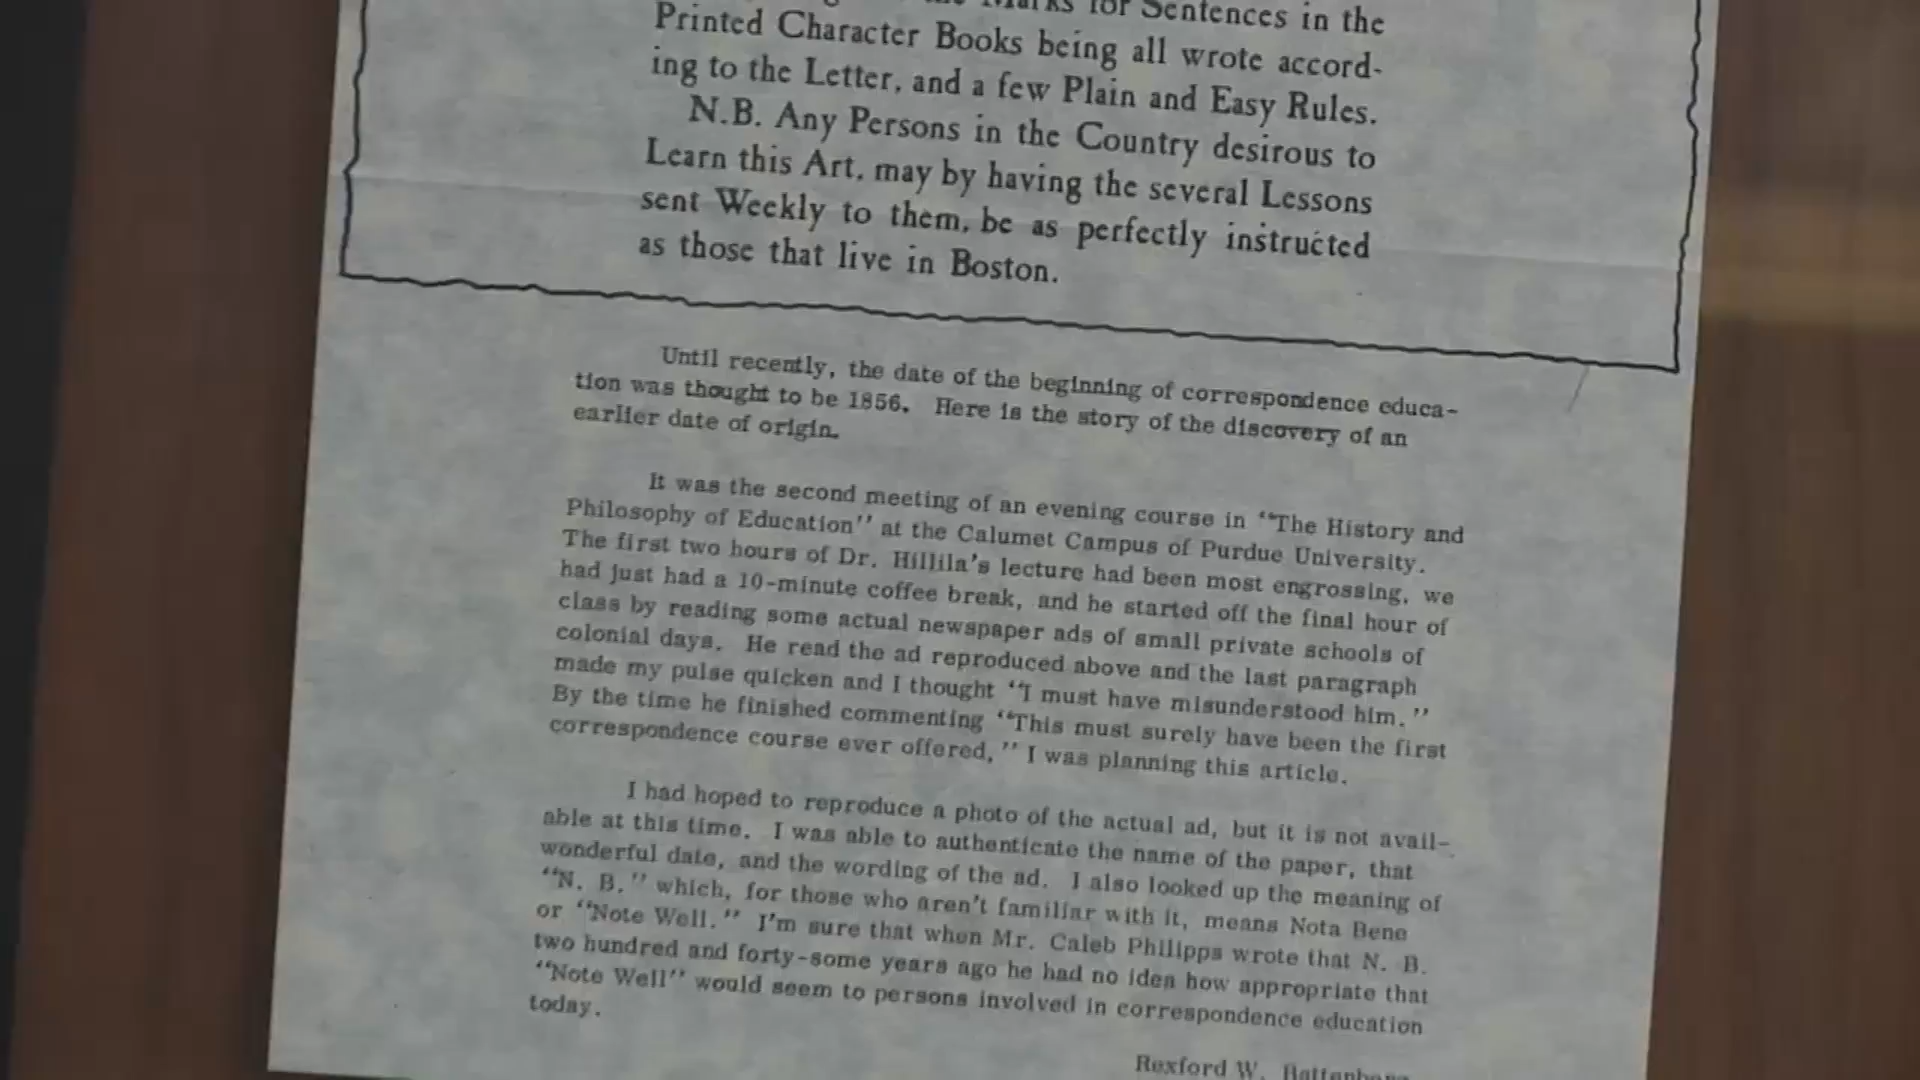 Marks for Sentences in the
Printed Character Books being all wrote accord-
ing to the Letter, and a few Plain and Easy Rules.
N.B. Any Persons in the Country desirous to
Learn this Art, may by having the several Lessons
sent Weekly to them, be as perfectly instructed
as those that live in Boston.
Until recently, the date of the beginning of correspondence educa-
tion was thought to be 1856. Here is the story of the discovery of an
earlier date of origin.
It was the second meeting of an evening course in "The History and
Philosophy of Education" at the Calumet Campus of Purdue University.
The first two hours of Dr. Hillila's lecture had been most engrossing, we
had just had a 10-minute coffee break, and he started off the final hour of
class by reading some actual newspaper ads of small private schools of
colonial days. He read the ad reproduced above and the last paragraph
made my pulse quicken and I thought "I must have misunderstood him."
By the time he finished commenting "This must surely have been the first
correspondence course ever offered," I was planning this article.
I had hoped to reproduce a photo of the actual ad, but it is not avail-
able at this time. I was able to authenticate the name of the paper, that
wonderful date, and the wording of the ad. I also looked up the meaning of
"N. B." which, for those who aren't familiar with it, means Nota Bene
or "Note Well." I'm sure that when Mr. Caleb Philipps wrote that N. B.
two hundred and forty-some years ago he had no idea how appropriate that
"Note Well" would seem to persons involved in correspondence education
today.
Rexford W.